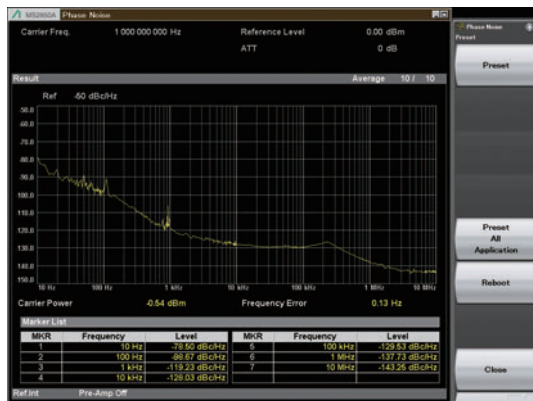 MS2850A Phase Noise
Carrier Freq. 1 000 000 000 Hz Reference Level 0.00 dBm
ATT 0 dB
Result Average 10 / 10
Ref -50 dBc/Hz
-50.0
-60.0
-70.0
-80.0
-90.0
100.0
110.0
120.0
130.0
140.0
150.0
10 Hz 100 Hz 1 kHz 10 kHz 100 kHz 1 MHz 10 MHz
Carrier Power -0.54 dBm Frequency Error 0.13 Hz
Marker List
MKR Frequency Level MKR Frequency Level
1 10 Hz -78.50 dBc/Hz 5 100 kHz -129.53 dBc/Hz
2 100 Hz -98.67 dBc/Hz 6 1 MHz -137.73 dBc/Hz
3 1 kHz -119.23 dBc/Hz 7 10 MHz -143.25 dBc/Hz
4 10 kHz -128.03 dBc/Hz
Ref.Int Pre-Amp Off
Phase Noise
Preset
Preset
Preset
All
Application
Reboot
Close